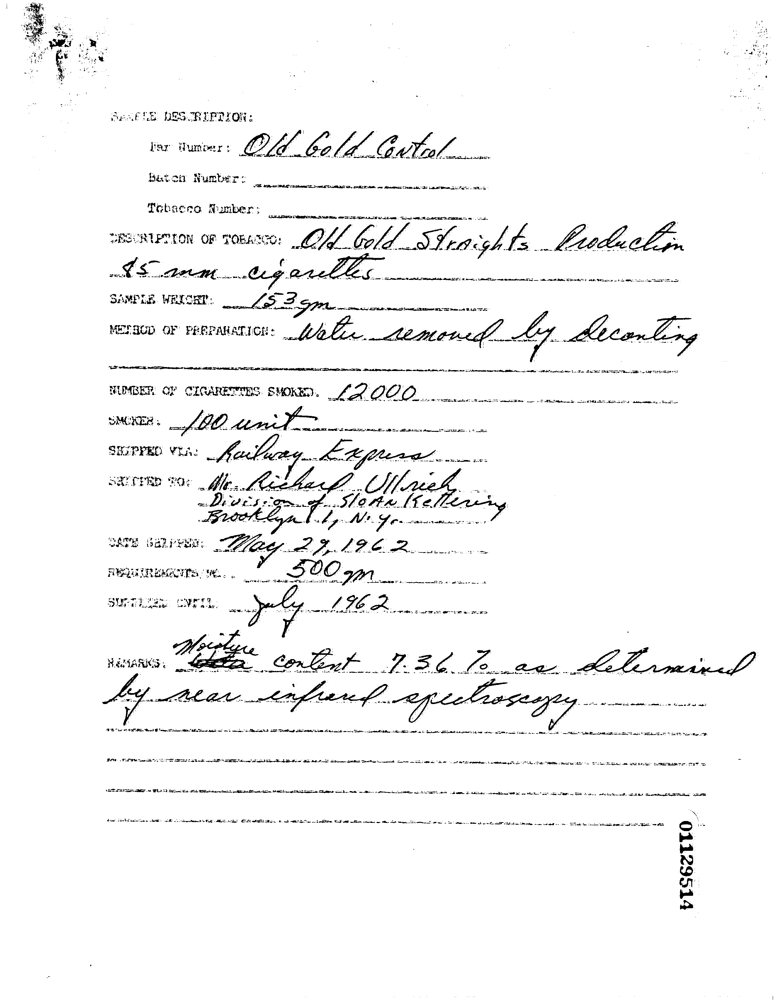 SAMPLE DESCRIPTION:
Par Number: Old Gold Control
Batch Number:
Tobacco Number:
DESCRIPTION OF TOBACCO: Old Gold Straights Production
85 mm cigarettes
SAMPLE WEIGHT: 153 gm
METHOD OF PREPARATION: Water removed by decanting
NUMBER OF CIGARETTES SMOKED. 12000
SMOKER: 100 unit
SHIPPED VIA: Railway Express
SHIPPED TO: Mr. Richard Ullrich
Division of Sloan Kettering
Brooklyn 1, N.Y.
DATE SHIPPED: May 29, 1962
REQUIREMENTS, 500 gm
SUPPLIED UNTIL July 1962
REMARKS: Moisture content 7.36 % as determined
by near infrared spectroscopy
01129514